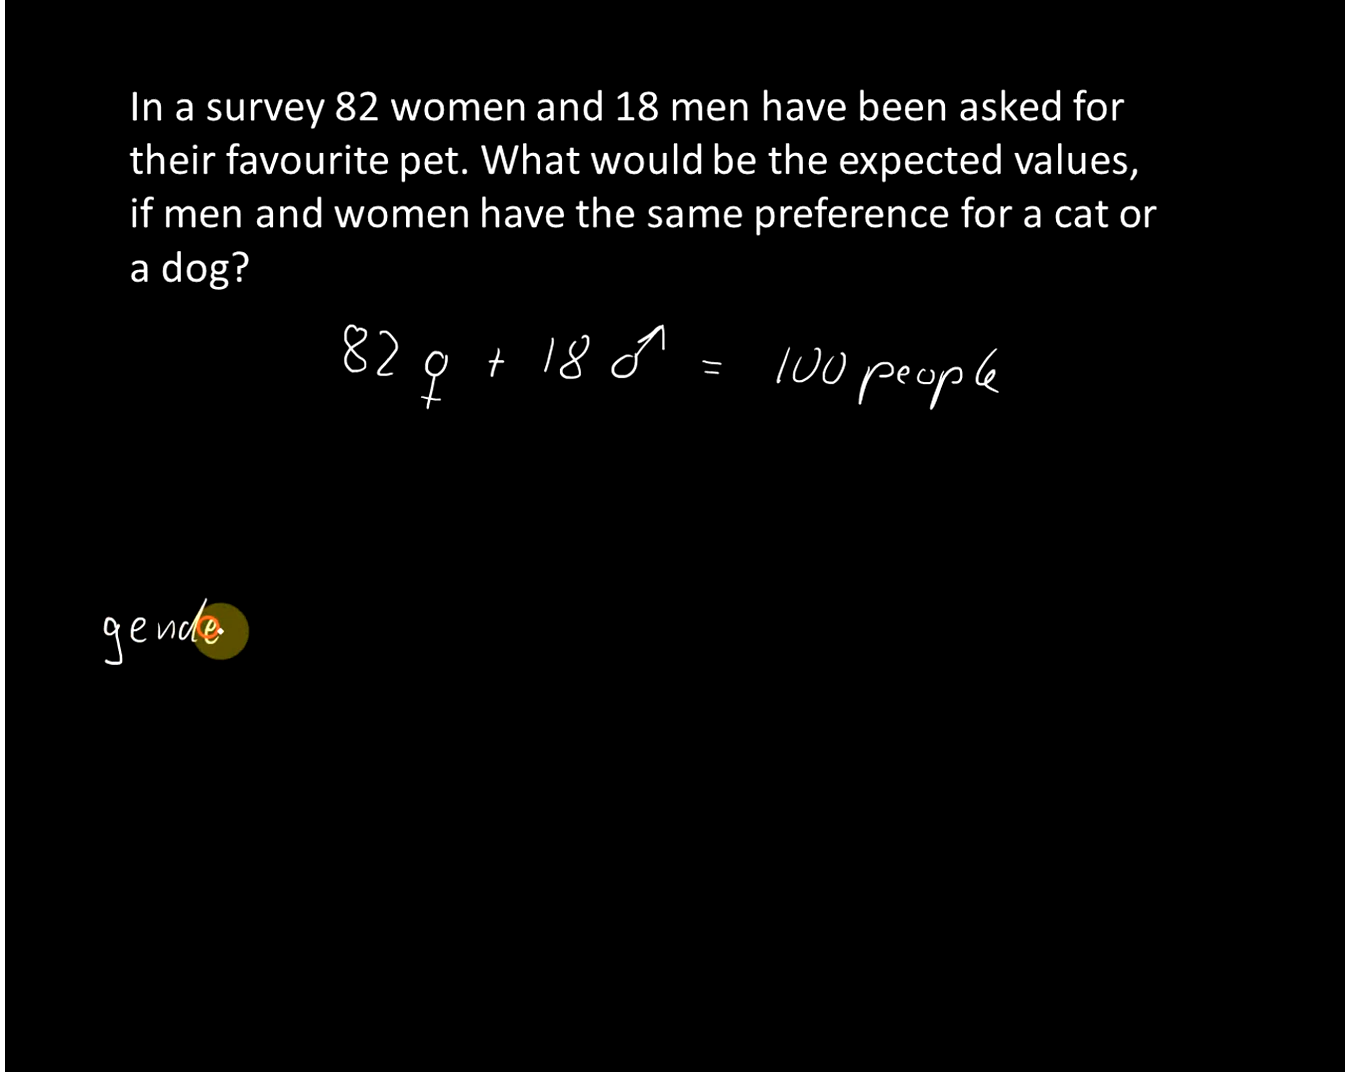 In a survey 82 women and 18 men have been asked for
their favourite pet. What would be the expected values,
if men and women have the same preference for a cat or
a dog?
82 ♀ + 18 ♂ = 100 people
gende